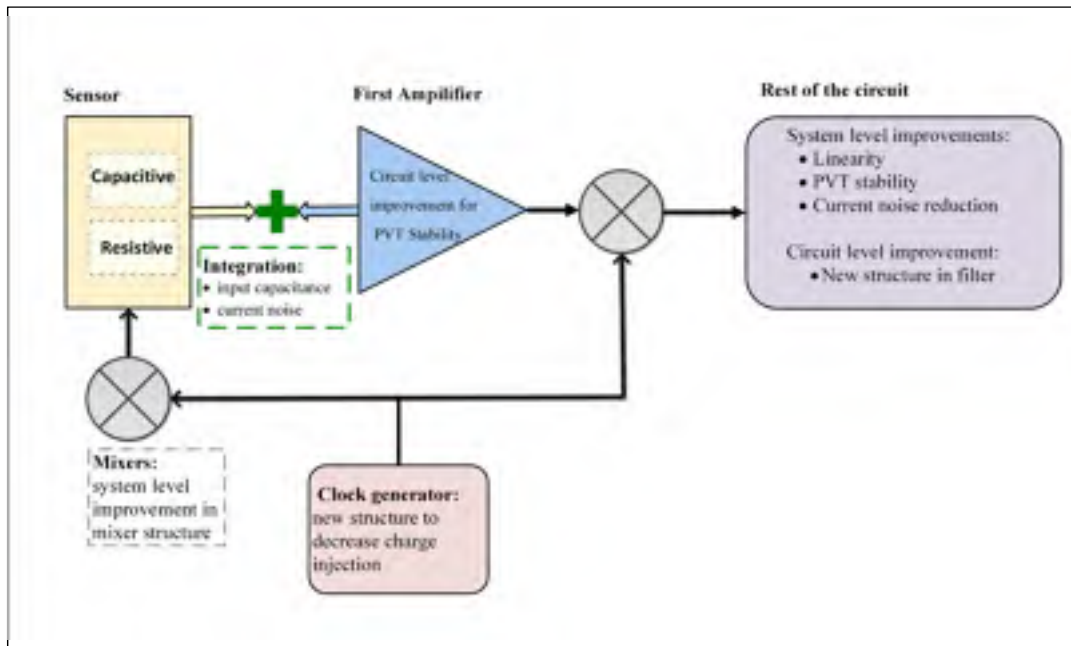 Sensor
Capacitive
Resistive
First Ampilifier
Circuit level
improvement for
PVT Stability
Integration:
• input capacitance
• current noise
Rest of the circuit
System level improvements:
• Linearity
• PVT stability
• Current noise reduction
Circuit level improvement:
• New structure in filter
Mixers:
system level
improvement in
mixer structure
Clock generator:
new structure to
decrease charge
injection